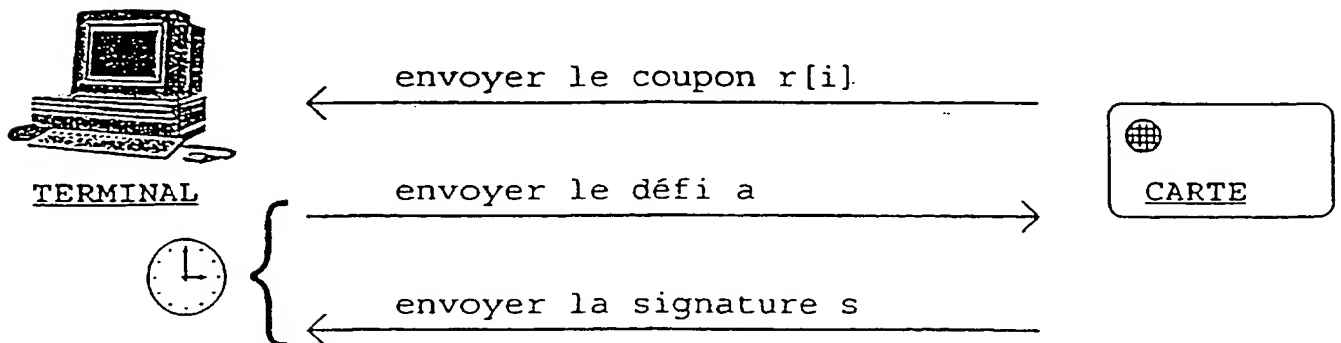 envoyer le coupon r[i]
TERMINAL
envoyer le défi a
CARTE
envoyer la signature s